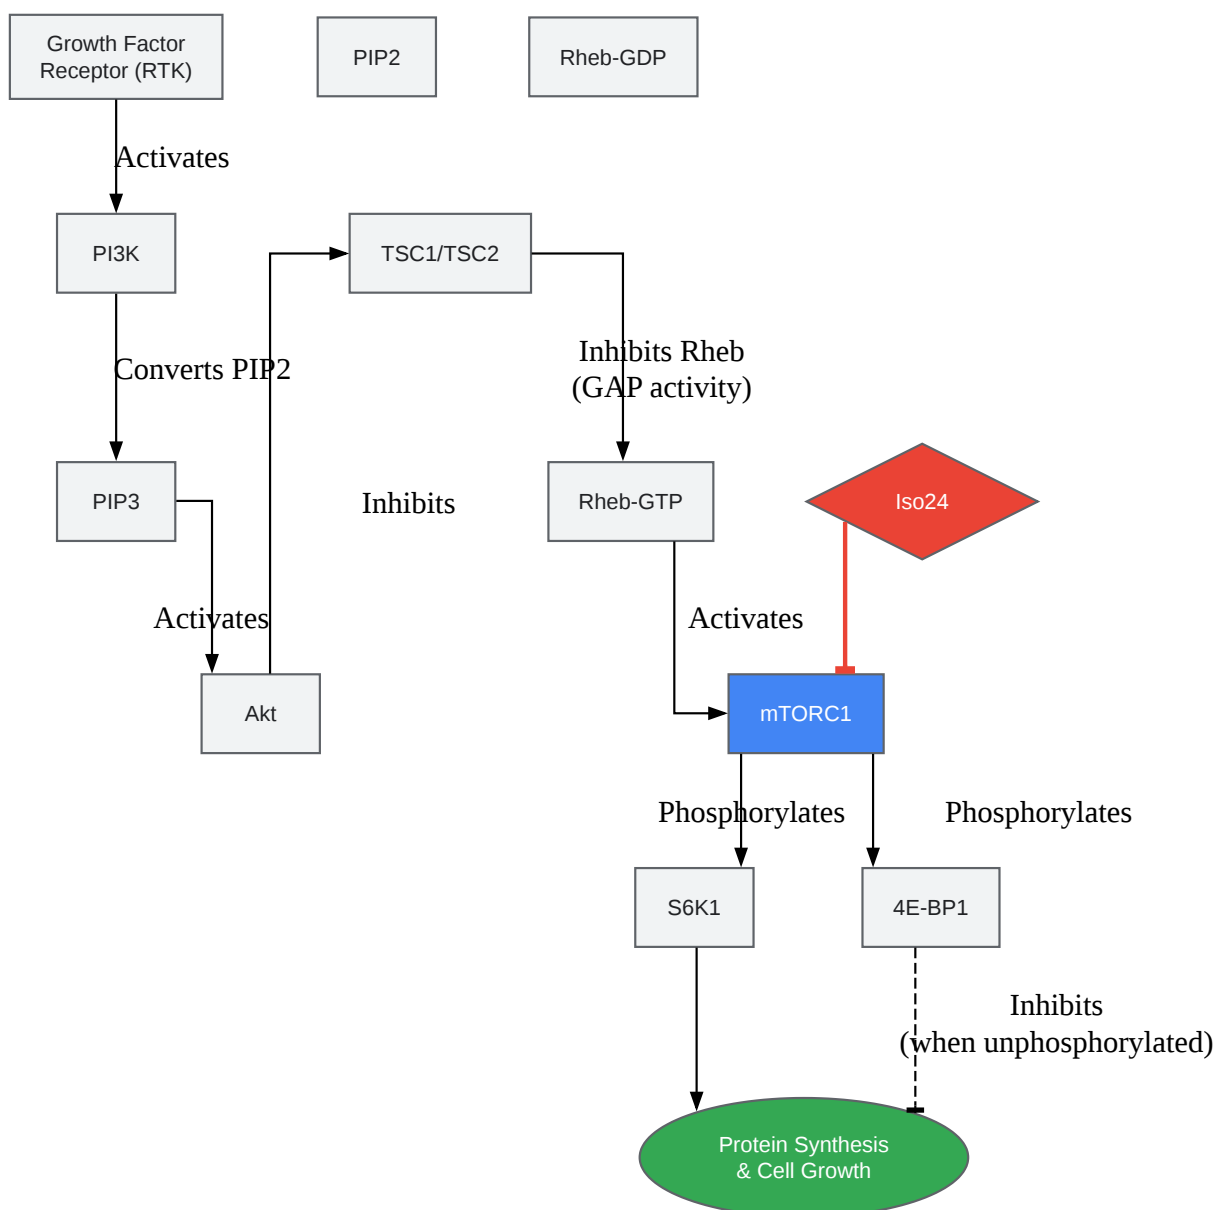 Growth Factor
Receptor (RTK)
PIP2
Rheb-GDP
Activates
PI3K
TSC1/TSC2
Converts PIP2
Inhibits Rheb
(GAP activity)
PIP3
Inhibits
Rheb-GTP
Iso24
Activates
Activates
Akt
mTORC1
Phosphorylates
Phosphorylates
S6K1
4E-BP1
Inhibits
(when unphosphorylated)
Protein Synthesis
& Cell Growth